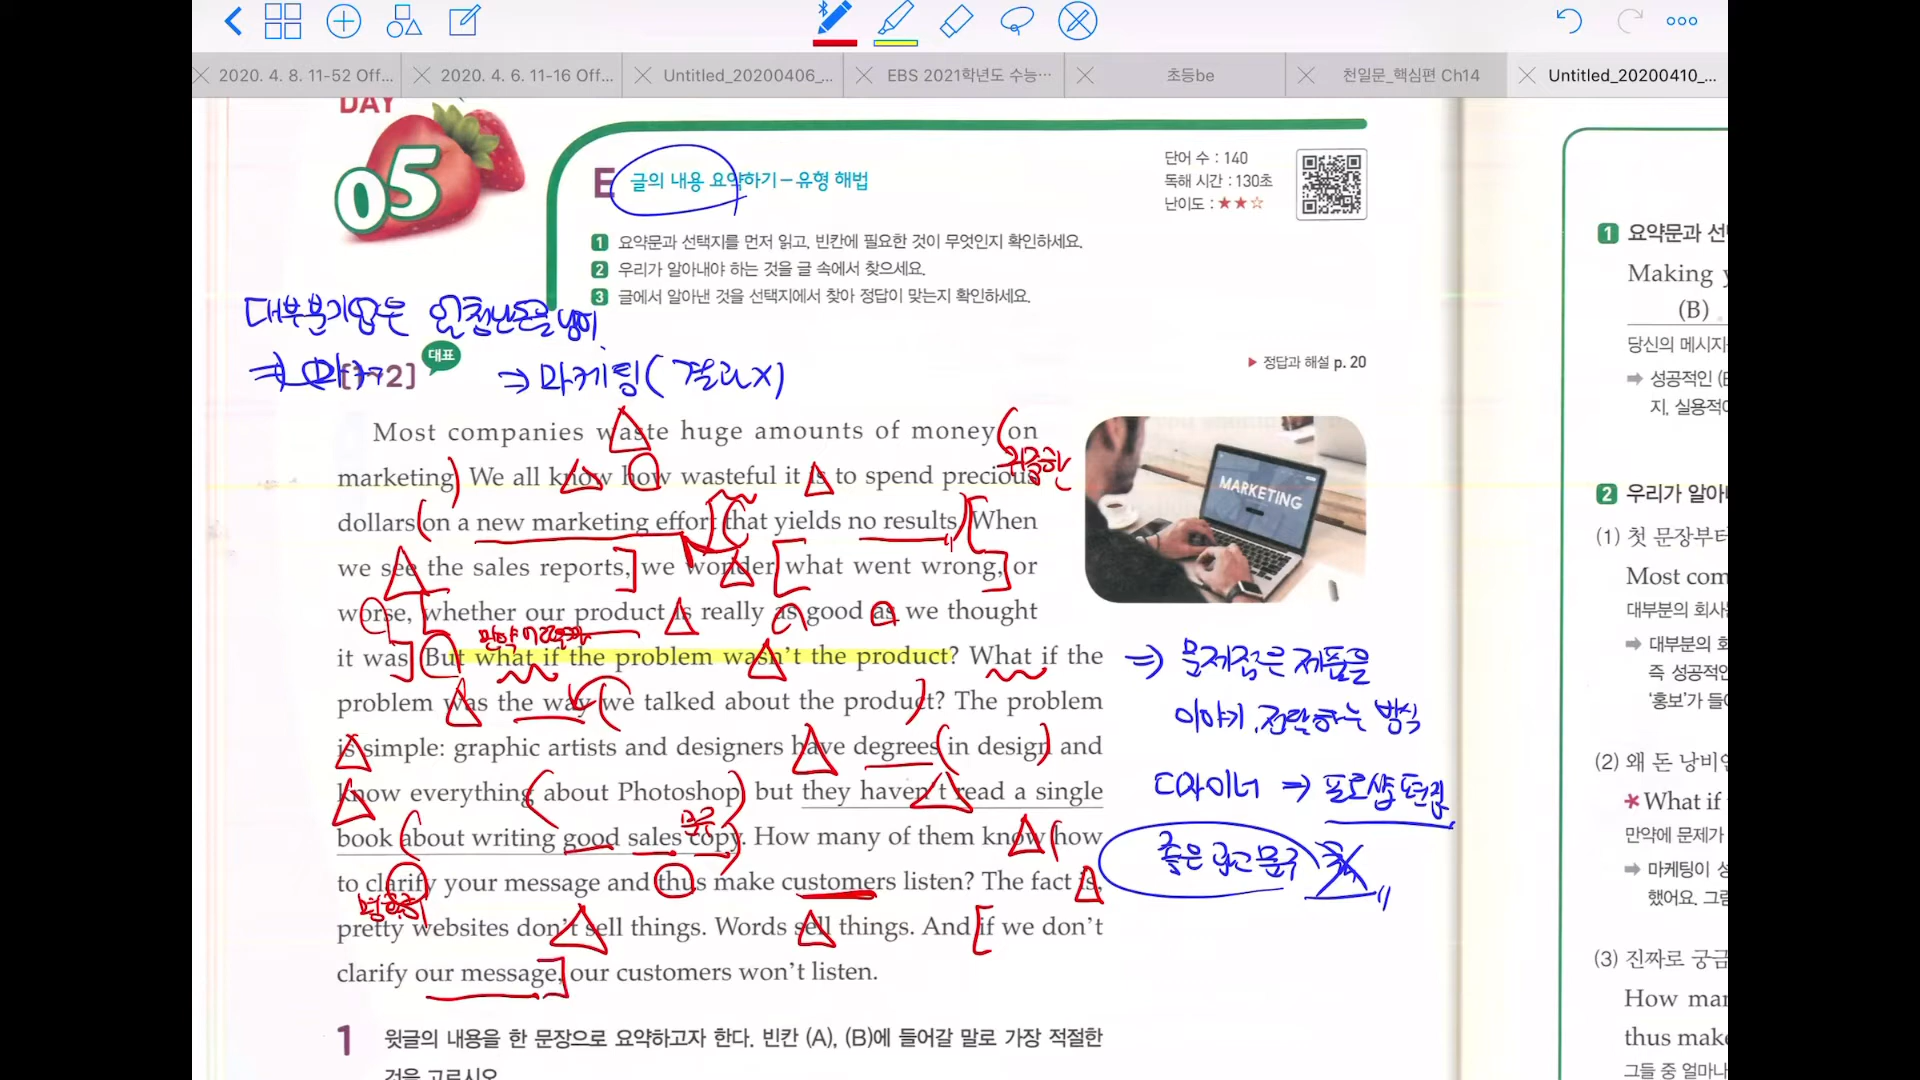 2020. 4. 8. 11-52 Off...
2020. 4. 6. 11-16 Off...
Untitled_20200406_...
EBS 2021학년도 수능...
초등be
천일문_핵심편 Ch14
Untitled_20200410_...
DAY
05
E 글의 내용 요약하기 – 유형 해법
단어 수 : 140
독해 시간 : 130초
난이도 : ★★☆
1 요약문과 선택지를 먼저 읽고, 빈칸에 필요한 것이 무엇인지 확인하세요.
2 우리가 알아내야 하는 것을 글 속에서 찾으세요.
3 글에서 알아낸 것을 선택지에서 찾아 정답이 맞는지 확인하세요.
대부분기업은 엄청난돈을
[1~2] 대표
⇒ 마케팅 ( 결과X )
▶ 정답과 해설 p. 20
Most companies waste huge amounts of money on
marketing. We all know how wasteful it is to spend precious
귀중한
dollars on a new marketing effort that yields no results. When
we see the sales reports, we wonder what went wrong, or
worse, whether our product is really as good as we thought
it was. But what if the problem wasn't the product? What if the
problem was the way we talked about the product? The problem
is simple: graphic artists and designers have degrees in design and
know everything about Photoshop, but they haven't read a single
book about writing good sales copy. How many of them know how
문구
to clarify your message and thus make customers listen? The fact is,
pretty websites don't sell things. Words sell things. And if we don't
clarify our message, our customers won't listen.
MARKETING
⇒ 문제점은 제품을
이야기, 전달하는 방식
디자이너 ⇒ 포토샵 편집
좋은 광고 문구
1 윗글의 내용을 한 문장으로 요약하고자 한다. 빈칸 (A), (B)에 들어갈 말로 가장 적절한
것을 고르시오.
1 요약문과 선
Making y
(B)
당신의 메시지
➡ 성공적인 (
지, 실용적
2 우리가 알아
(1) 첫 문장부터
Most com
대부분의 회사
➡ 대부분의 회
즉 성공적인
'홍보'가 들
(2) 왜 돈 낭비인
* What if
만약에 문제가
➡ 마케팅이 성
했어요. 그
(3) 진짜로 궁금
How mar
thus make
그들 중 얼마나